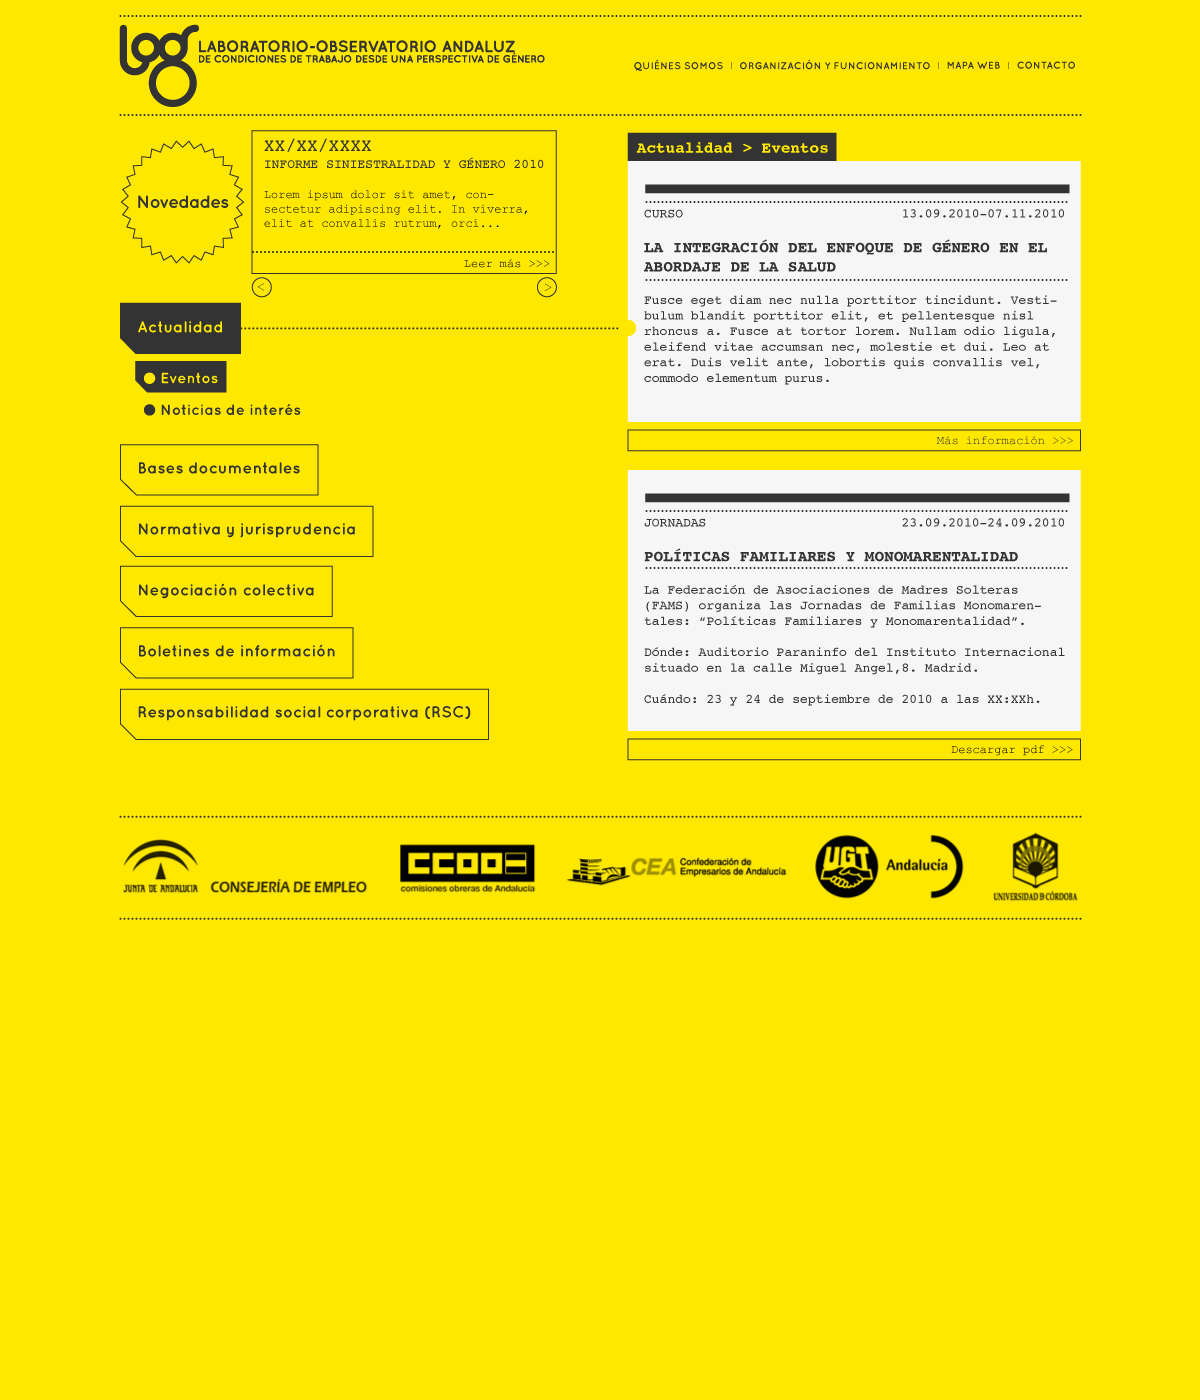 log
LABORATORIO-OBSERVATORIO ANDALUZ
DE CONDICIONES DE TRABAJO DESDE UNA PERSPECTIVA DE GÉNERO
QUIÉNES SOMOS | ORGANIZACIÓN Y FUNCIONAMIENTO | MAPA WEB | CONTACTO
Novedades
XX/XX/XXXX
INFORME SINIESTRALIDAD Y GÉNERO 2010
Lorem ipsum dolor sit amet, con-
sectetur adipiscing elit. In viverra,
elit at convallis rutrum, orci...
Leer más >>>
< >
Actualidad
Eventos
Noticias de interés
Bases documentales
Normativa y jurisprudencia
Negociación colectiva
Boletines de información
Responsabilidad social corporativa (RSC)
Actualidad > Eventos
CURSO 13.09.2010-07.11.2010
LA INTEGRACIÓN DEL ENFOQUE DE GÉNERO EN EL
ABORDAJE DE LA SALUD
Fusce eget diam nec nulla porttitor tincidunt. Vesti-
bulum blandit porttitor elit, et pellentesque nisl
rhoncus a. Fusce at tortor lorem. Nullam odio ligula,
eleifend vitae accumsan nec, molestie et dui. Leo at
erat. Duis velit ante, lobortis quis convallis vel,
commodo elementum purus.
Más información >>>
JORNADAS 23.09.2010-24.09.2010
POLÍTICAS FAMILIARES Y MONOMARENTALIDAD
La Federación de Asociaciones de Madres Solteras
(FAMS) organiza las Jornadas de Familias Monomaren-
tales: “Políticas Familiares y Monomarentalidad”.
Dónde: Auditorio Paraninfo del Instituto Internacional
situado en la calle Miguel Angel,8. Madrid.
Cuándo: 23 y 24 de septiembre de 2010 a las XX:XXh.
Descargar pdf >>>
JUNTA DE ANDALUCIA
CONSEJERÍA DE EMPLEO
CCOO
comisiones obreras de Andalucía
CEA
Confederación de
Empresarios de Andalucía
UGT
Andalucía
UNIVERSIDAD D CÓRDOBA